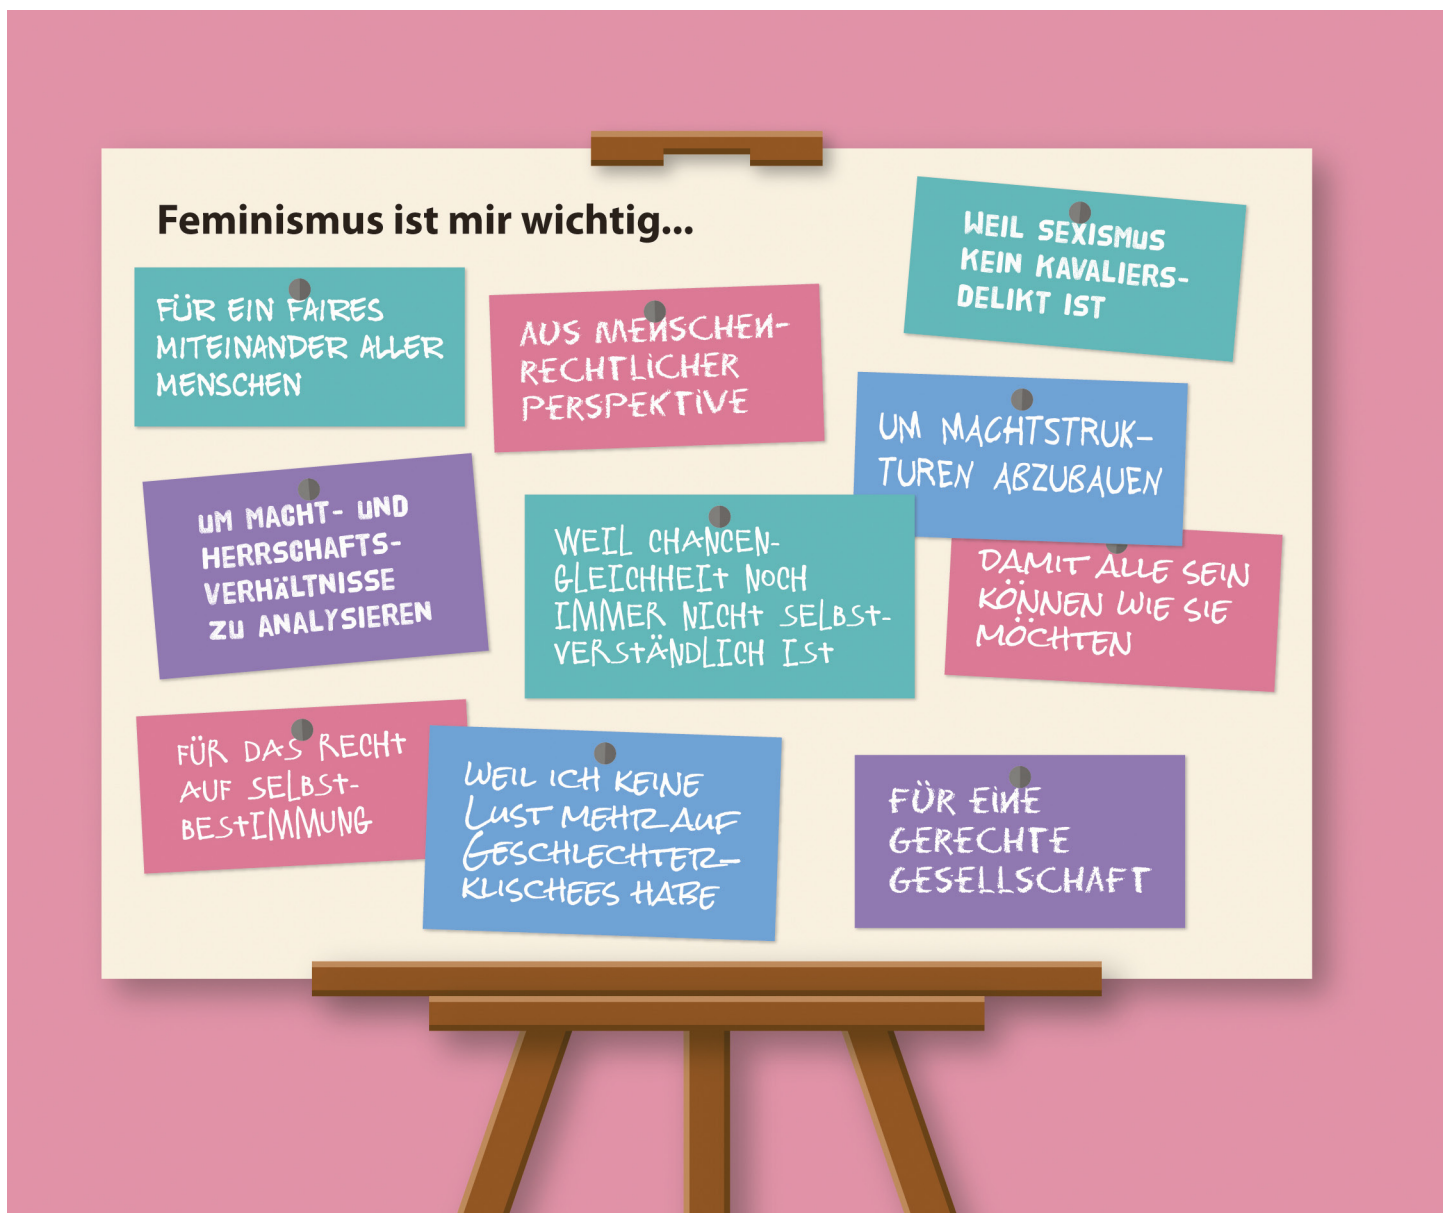 Feminismus ist mir wichtig...
FÜR EIN FAIRES
MITEINANDER ALLER
MENSCHEN
AUS MENSCHEN-
RECHTLICHER
PERSPEKTIVE
WEIL SEXISMUS
KEIN KAVALIERS-
DELIKT IST
UM MACHTSTRUK-
TUREN ABZUBAUEN
UM MACHT- UND
HERRSCHAFTS-
VERHÄLTNISSE
ZU ANALYSIEREN
WEIL CHANCEN-
GLEICHHEIT NOCH
IMMER NICHT SELBST-
VERSTÄNDLICH IST
DAMIT ALLE SEIN
KÖNNEN WIE SIE
MÖCHTEN
FÜR DAS RECHT
AUF SELBST-
BESTIMMUNG
WEIL ICH KEINE
LUST MEHR AUF
GESCHLECHTER-
KLISCHEES HABE
FÜR EINE
GERECHTE
GESELLSCHAFT